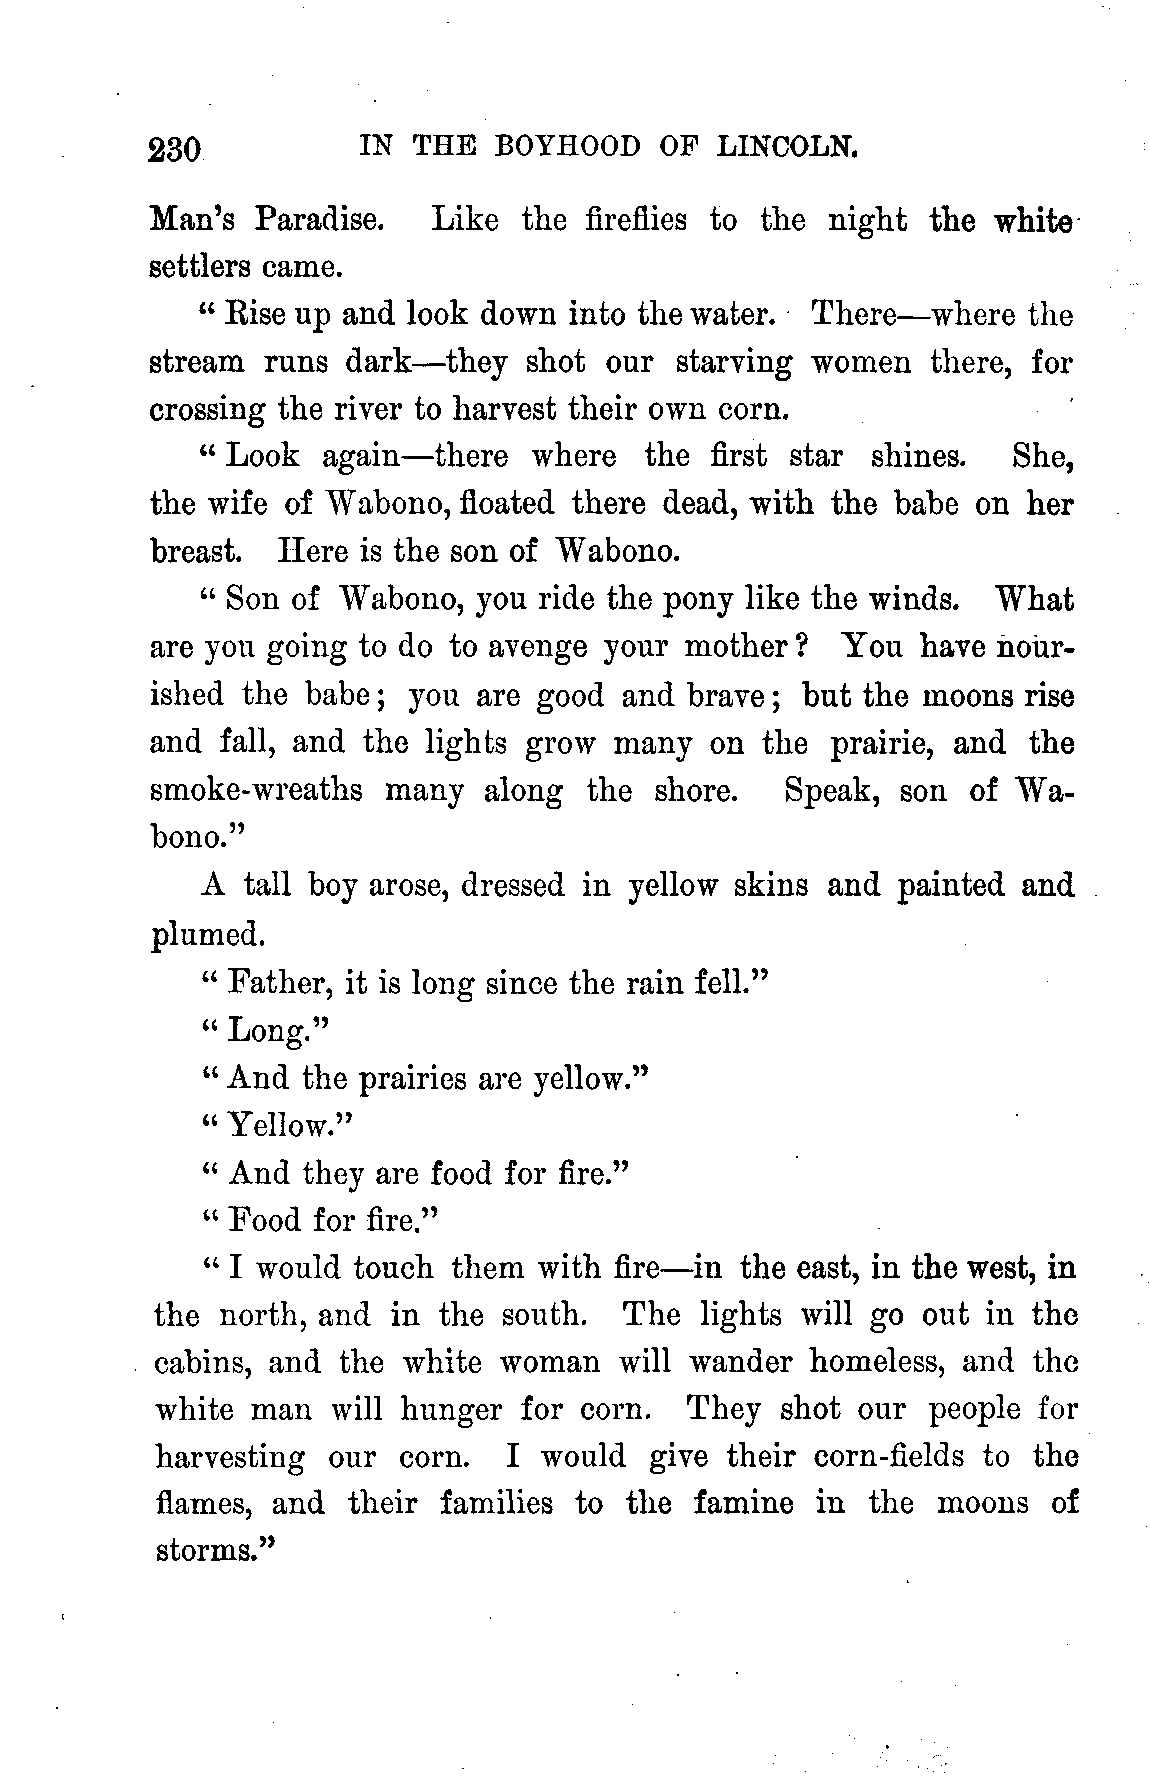 230 IN THE BOYHOOD OF LINCOLN.
Man's Paradise. Like the fireflies to the night the white
settlers came.
“ Rise up and look down into the water. There—where the
stream runs dark—they shot our starving women there, for
crossing the river to harvest their own corn.
“ Look again—there where the first star shines. She,
the wife of Wabono, floated there dead, with the babe on her
breast. Here is the son of Wabono.
“ Son of Wabono, you ride the pony like the winds. What
are you going to do to avenge your mother? You have nour-
ished the babe; you are good and brave; but the moons rise
and fall, and the lights grow many on the prairie, and the
smoke-wreaths many along the shore. Speak, son of Wa-
bono.”
A tall boy arose, dressed in yellow skins and painted and
plumed.
“ Father, it is long since the rain fell.”
“ Long.”
“ And the prairies are yellow.”
“ Yellow.”
“ And they are food for fire.”
“ Food for fire.”
“ I would touch them with fire—in the east, in the west, in
the north, and in the south. The lights will go out in the
cabins, and the white woman will wander homeless, and the
white man will hunger for corn. They shot our people for
harvesting our corn. I would give their corn-fields to the
flames, and their families to the famine in the moons of
storms.”